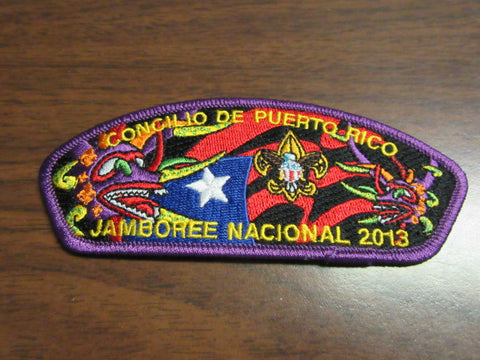 CONCILIO DE PUERTO RICO
JAMBOREE NACIONAL 2013